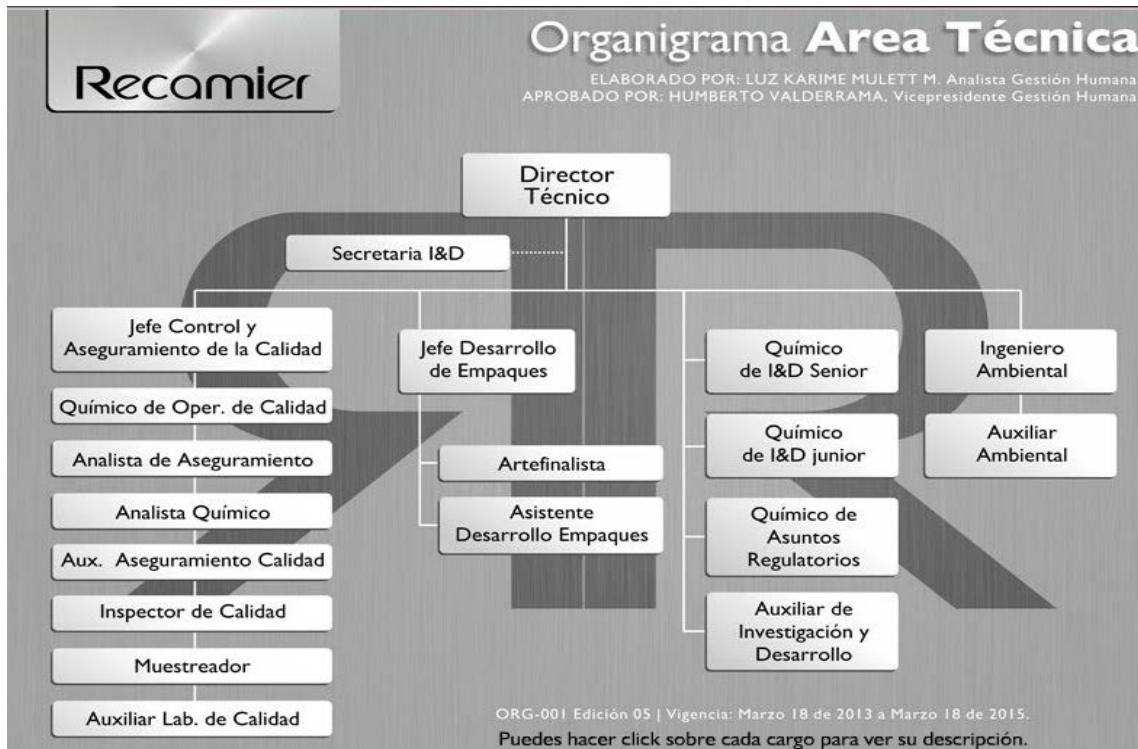 Recamier
Organigrama Area Técnica
ELABORADO POR: LUZ KARIME MULETT M. Analista Gestión Humana
APROBADO POR: HUMBERTO VALDERRAMA, Vicepresidente Gestión Humana
Director
Técnico
Secretaria I&D
Jefe Control y
Aseguramiento de la Calidad
Químico de Oper. de Calidad
Analista de Aseguramiento
Analista Químico
Aux. Aseguramiento Calidad
Inspector de Calidad
Muestreador
Auxiliar Lab. de Calidad
Jefe Desarrollo
de Empaques
Artefinalista
Asistente
Desarrollo Empaques
Químico
de I&D Senior
Químico
de I&D junior
Químico de
Asuntos
Regulatorios
Auxiliar de
Investigación y
Desarrollo
Ingeniero
Ambiental
Auxiliar
Ambiental
ORG-001 Edición 05 | Vigencia: Marzo 18 de 2013 a Marzo 18 de 2015.
Puedes hacer click sobre cada cargo para ver su descripción.